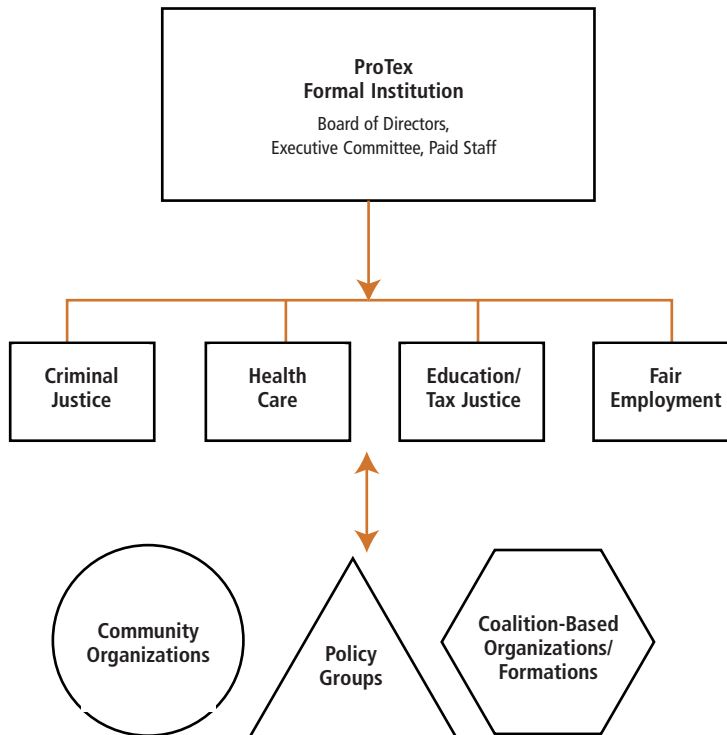 ProTex
Formal Institution
Board of Directors,
Executive Committee, Paid Staff
Criminal
Justice
Health
Care
Education/
Tax Justice
Fair
Employment
Community
Organizations
Policy
Groups
Coalition-Based
Organizations/
Formations